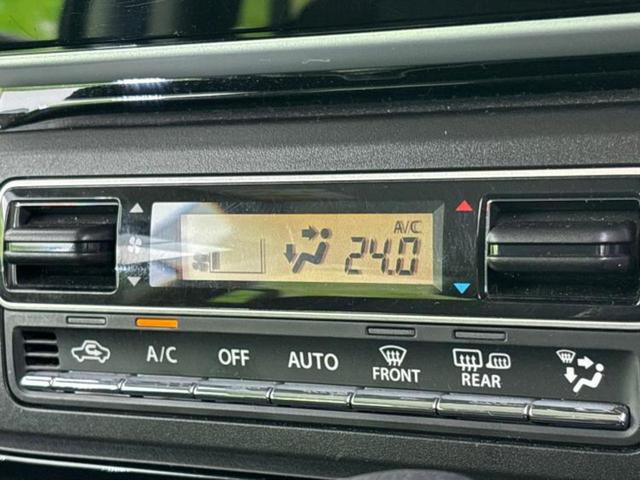 A/C
24.0
A/C
OFF
AUTO
FRONT
REAR